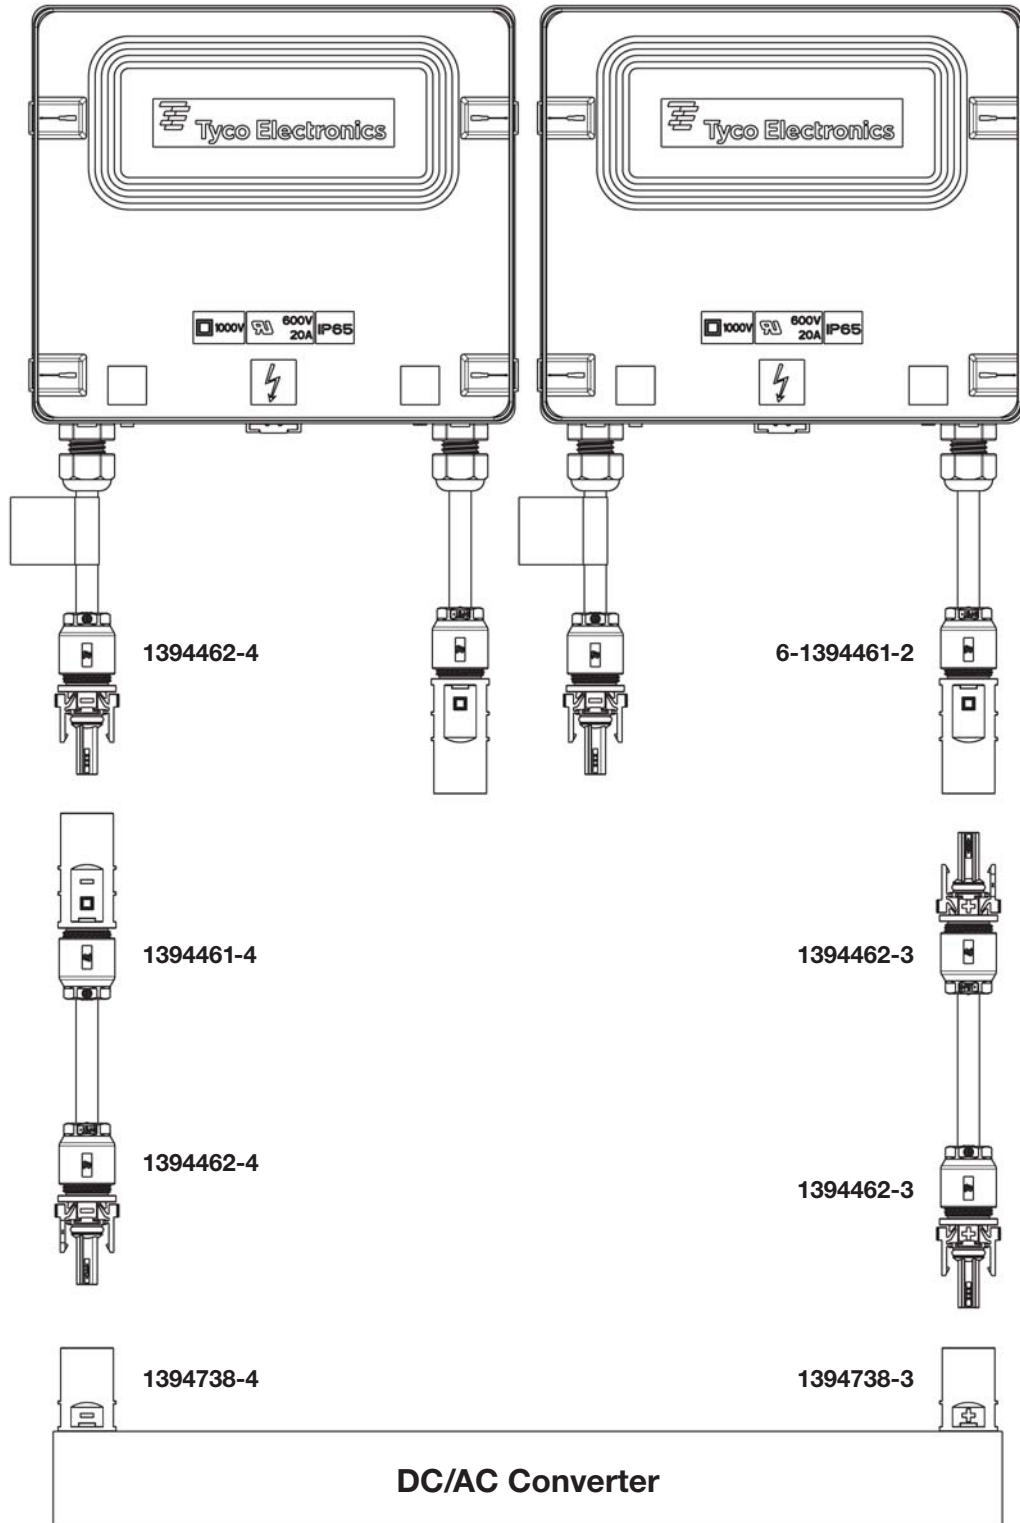 Tyco Electronics
Tyco Electronics
1000V
600V
20A
IP65
1000V
600V
20A
IP65
1394462-4
6-1394461-2
1394461-4
1394462-3
1394462-4
1394462-3
1394738-4
1394738-3
DC/AC Converter